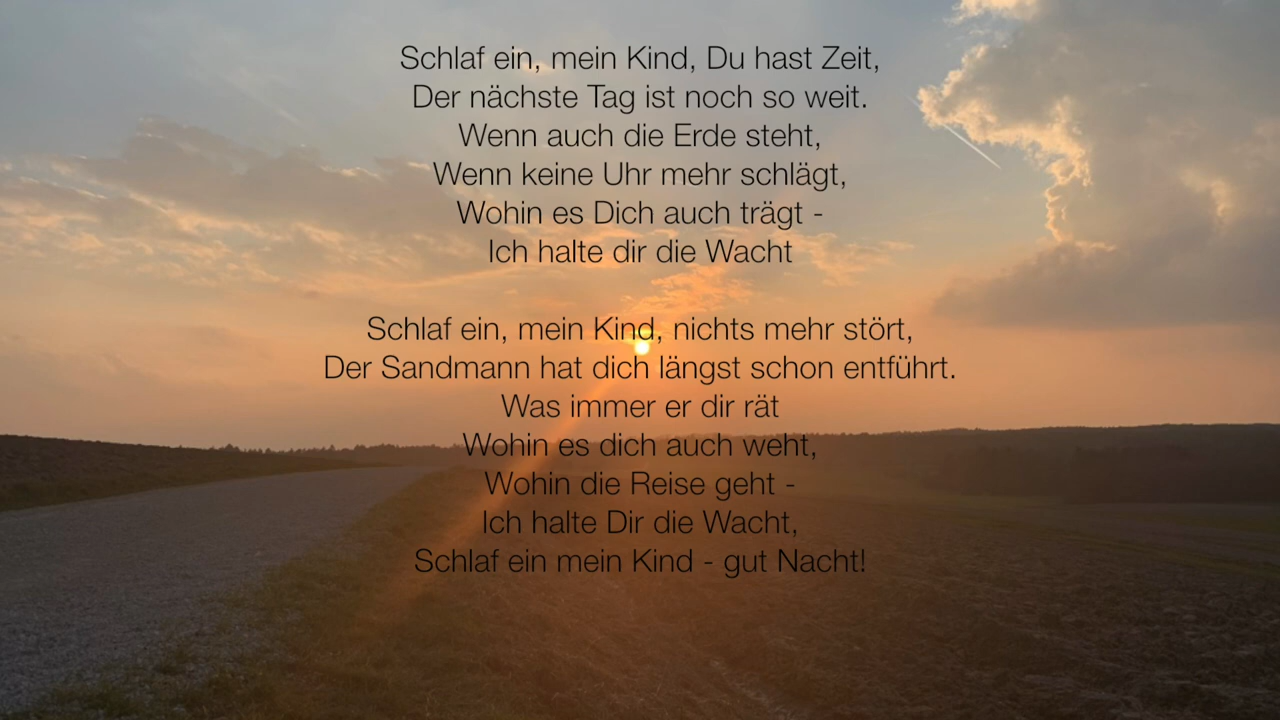 Schlaf ein, mein Kind, Du hast Zeit,
Der nächste Tag ist noch so weit.
Wenn auch die Erde steht,
Wenn keine Uhr mehr schlägt,
Wohin es Dich auch trägt -
Ich halte dir die Wacht
Schlaf ein, mein Kind, nichts mehr stört,
Der Sandmann hat dich längst schon entführt.
Was immer er dir rät
Wohin es dich auch weht,
Wohin die Reise geht -
Ich halte Dir die Wacht,
Schlaf ein mein Kind - gut Nacht!